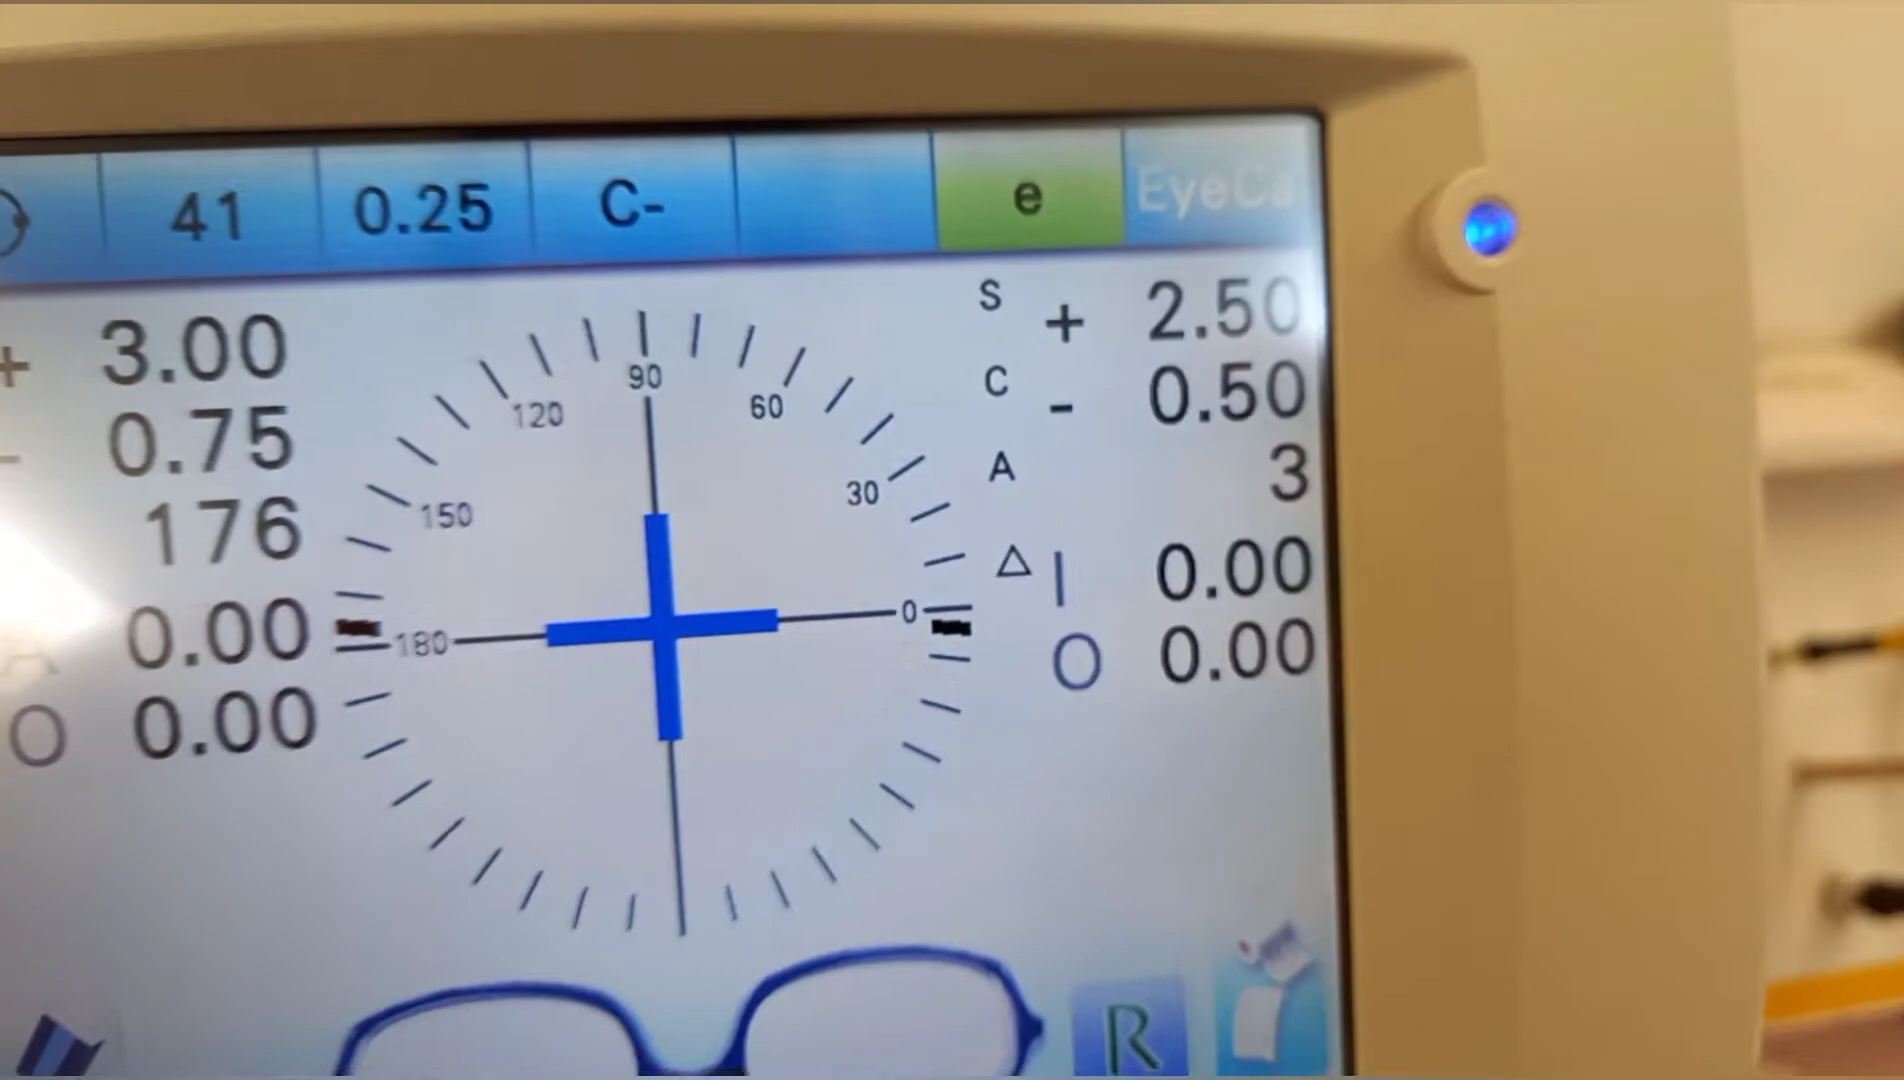 41 0.25 C- e EyeCa
+ 3.00
- 0.75
176
0.00
O 0.00
90
120 60
150 30
180 0
S + 2.50
C - 0.50
A 3
△ I 0.00
O 0.00
R